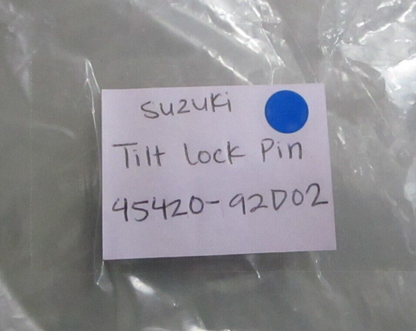 suzuki
Tilt Lock Pin
45420-92D02